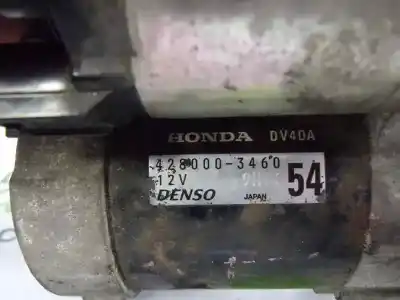 HONDA DV4DA
428000-3460
12V
54
DENSO JAPAN